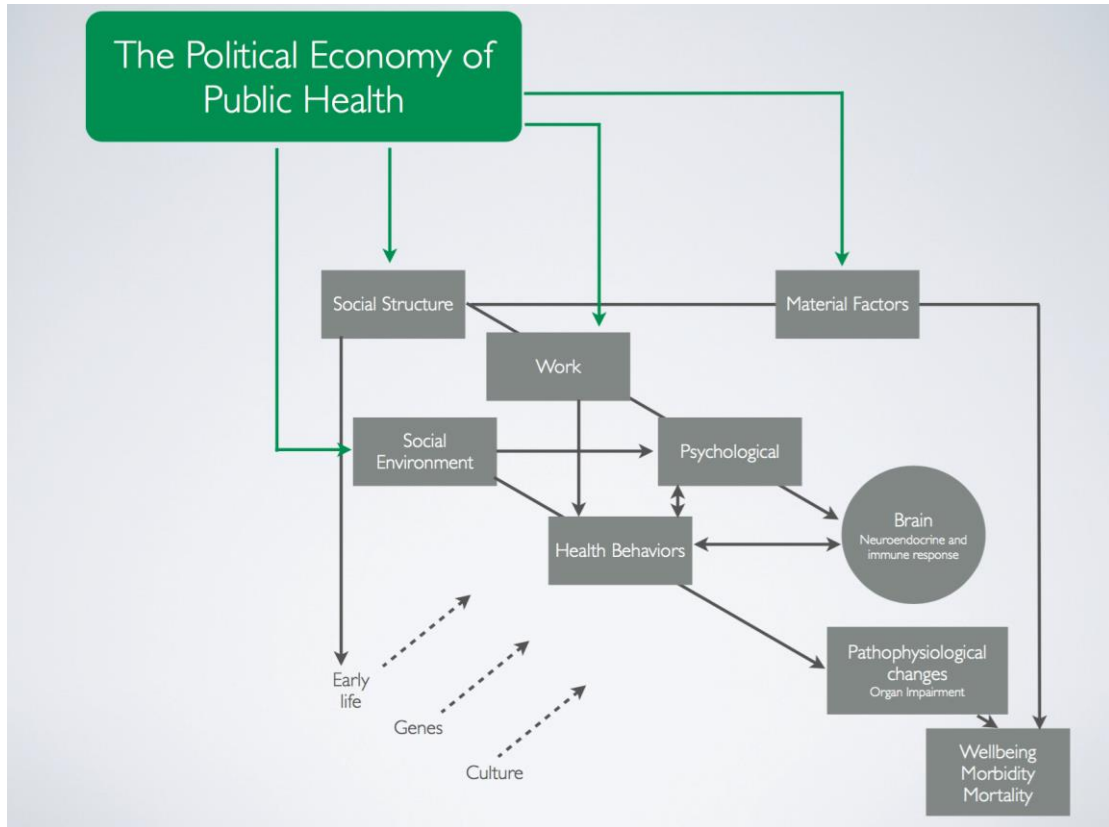 The Political Economy of
Public Health
Social Structure
Material Factors
Work
Social
Environment
Psychological
Brain
Neuroendocrine and
immune response
Health Behaviors
Pathophysiological
changes
Organ Impairment
Early
life
Genes
Culture
Wellbeing
Morbidity
Mortality